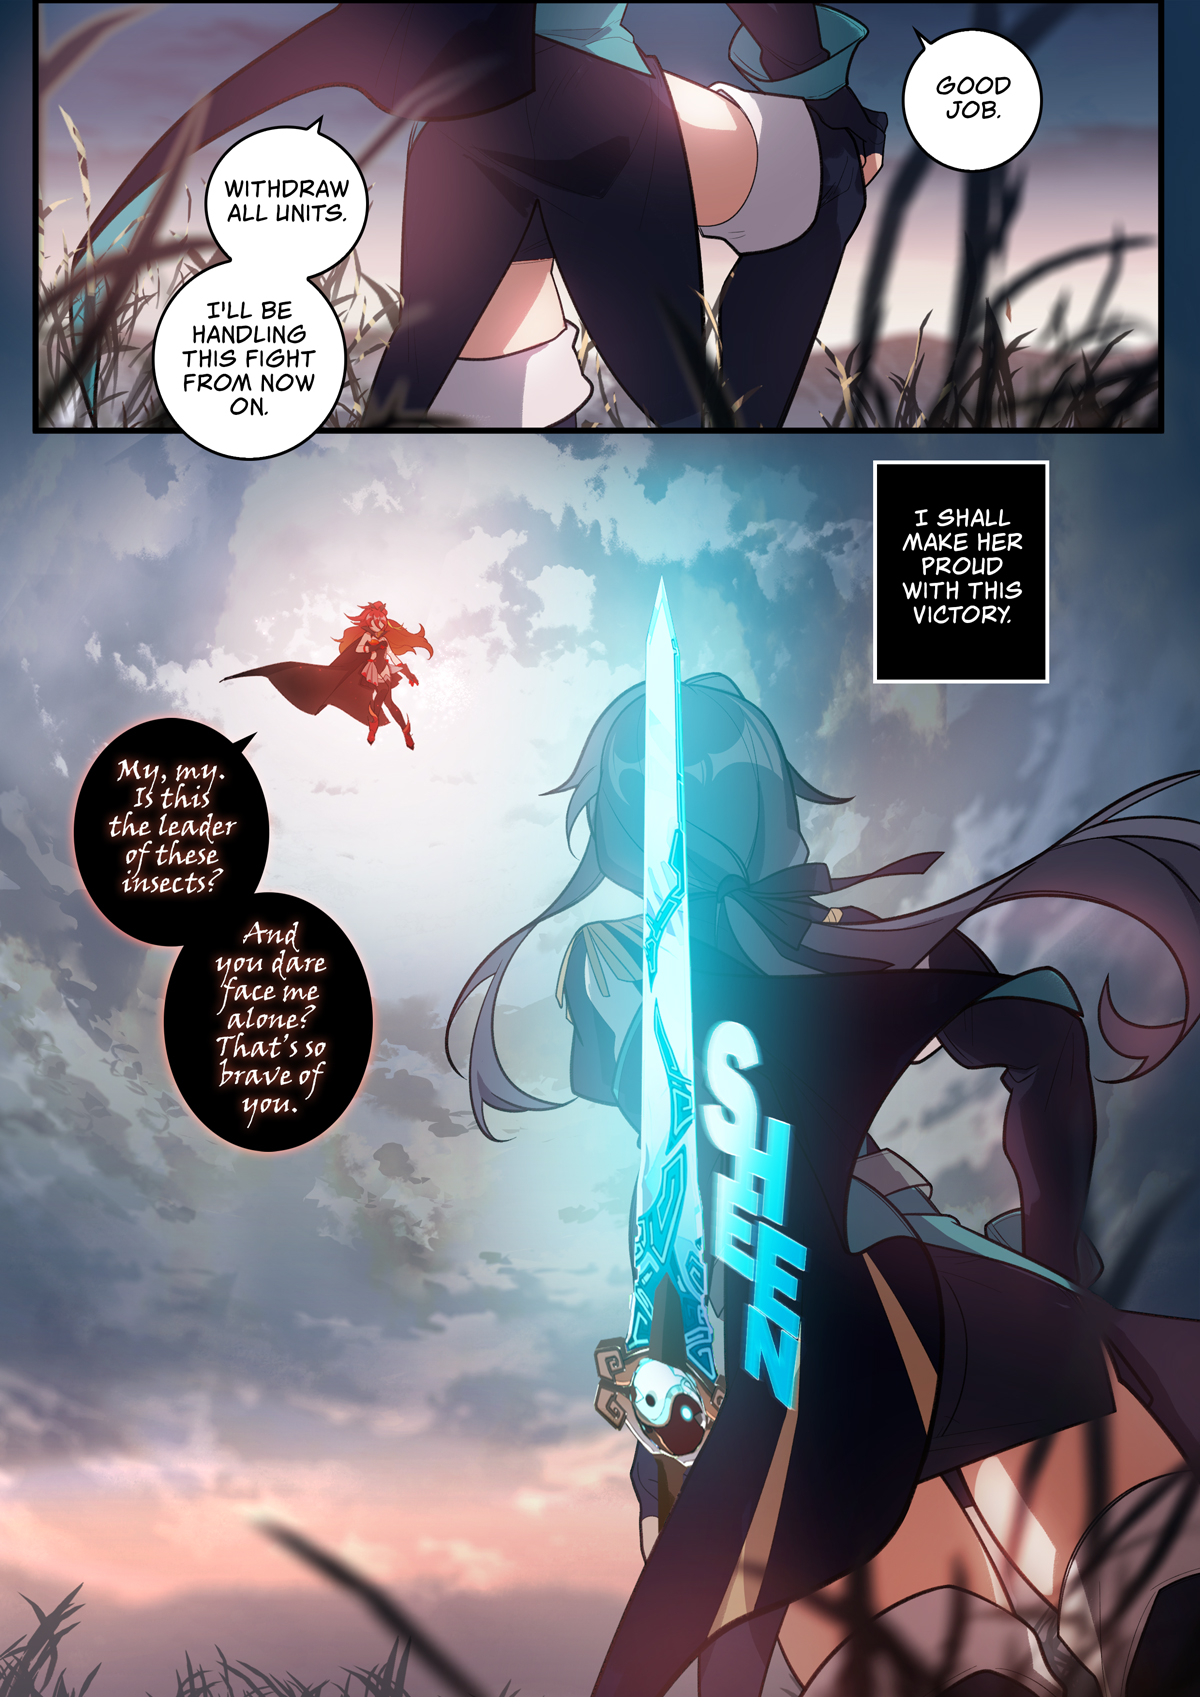 GOOD
JOB.
WITHDRAW
ALL UNITS.
I'LL BE
HANDLING
THIS FIGHT
FROM NOW
ON.
I SHALL
MAKE HER
PROUD
WITH THIS
VICTORY.
My, my.
Is this
the leader
of these
insects?
And
you dare
face me
alone?
That's so
brave of
you.
SHEEN